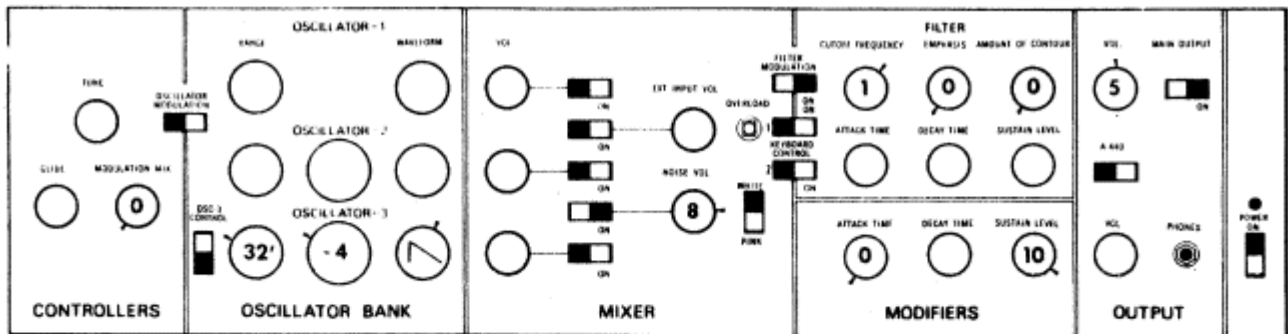 OSCILLATOR-1
RANGE
WAVEFORM
TUNE
OSCILLATOR
MODULATION
OSCILLATOR - 2
GLIDE
MODULATION MIX
0
OSC 3
CONTROL
OSCILLATOR-3
32'
-4
CONTROLLERS
OSCILLATOR BANK
VOL
ON
EXT INPUT VOL
OVERLOAD
ON
ON
NOISE VOL
8
WHITE
PINK
ON
ON
MIXER
FILTER
CUTOFF FREQUENCY
EMPHASIS
AMOUNT OF CONTOUR
FILTER
MODULATION
1
0
0
ON
ON
1
KEYBOARD
CONTROL
2
ON
ATTACK TIME
DECAY TIME
SUSTAIN LEVEL
ATTACK TIME
DECAY TIME
SUSTAIN LEVEL
0
10
MODIFIERS
VOL.
MAIN OUTPUT
5
ON
A 440
VOL
PHONES
OUTPUT
POWER
ON